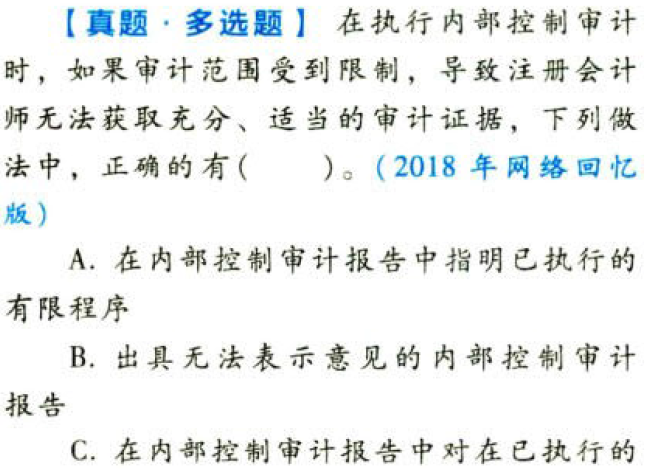 【真题·多选题】 在执行内部控制审计
时，如果审计范围受到限制，导致注册会计
师无法获取充分、适当的审计证据，下列做
法中，正确的有(　　)。(2018 年网络回忆
版)
A. 在内部控制审计报告中指明已执行的
有限程序
B. 出具无法表示意见的内部控制审计
报告
C. 在内部控制审计报告中对在已执行的